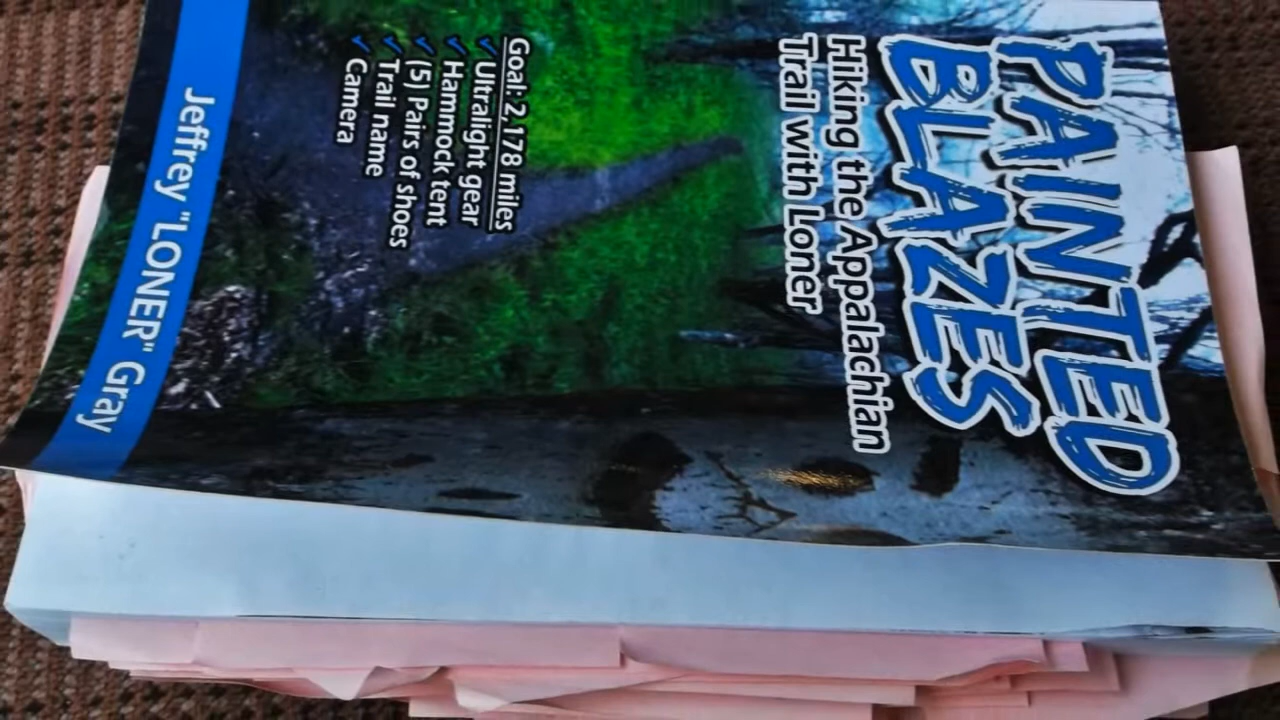 PAINTED
BLAZES
Hiking the Appalachian
Trail with Loner
Goal: 2,178 miles
✓ Ultralight gear
✓ Hammock tent
✓ (5) Pairs of shoes
✓ Trail name
✓ Camera
Jeffrey "LONER" Gray